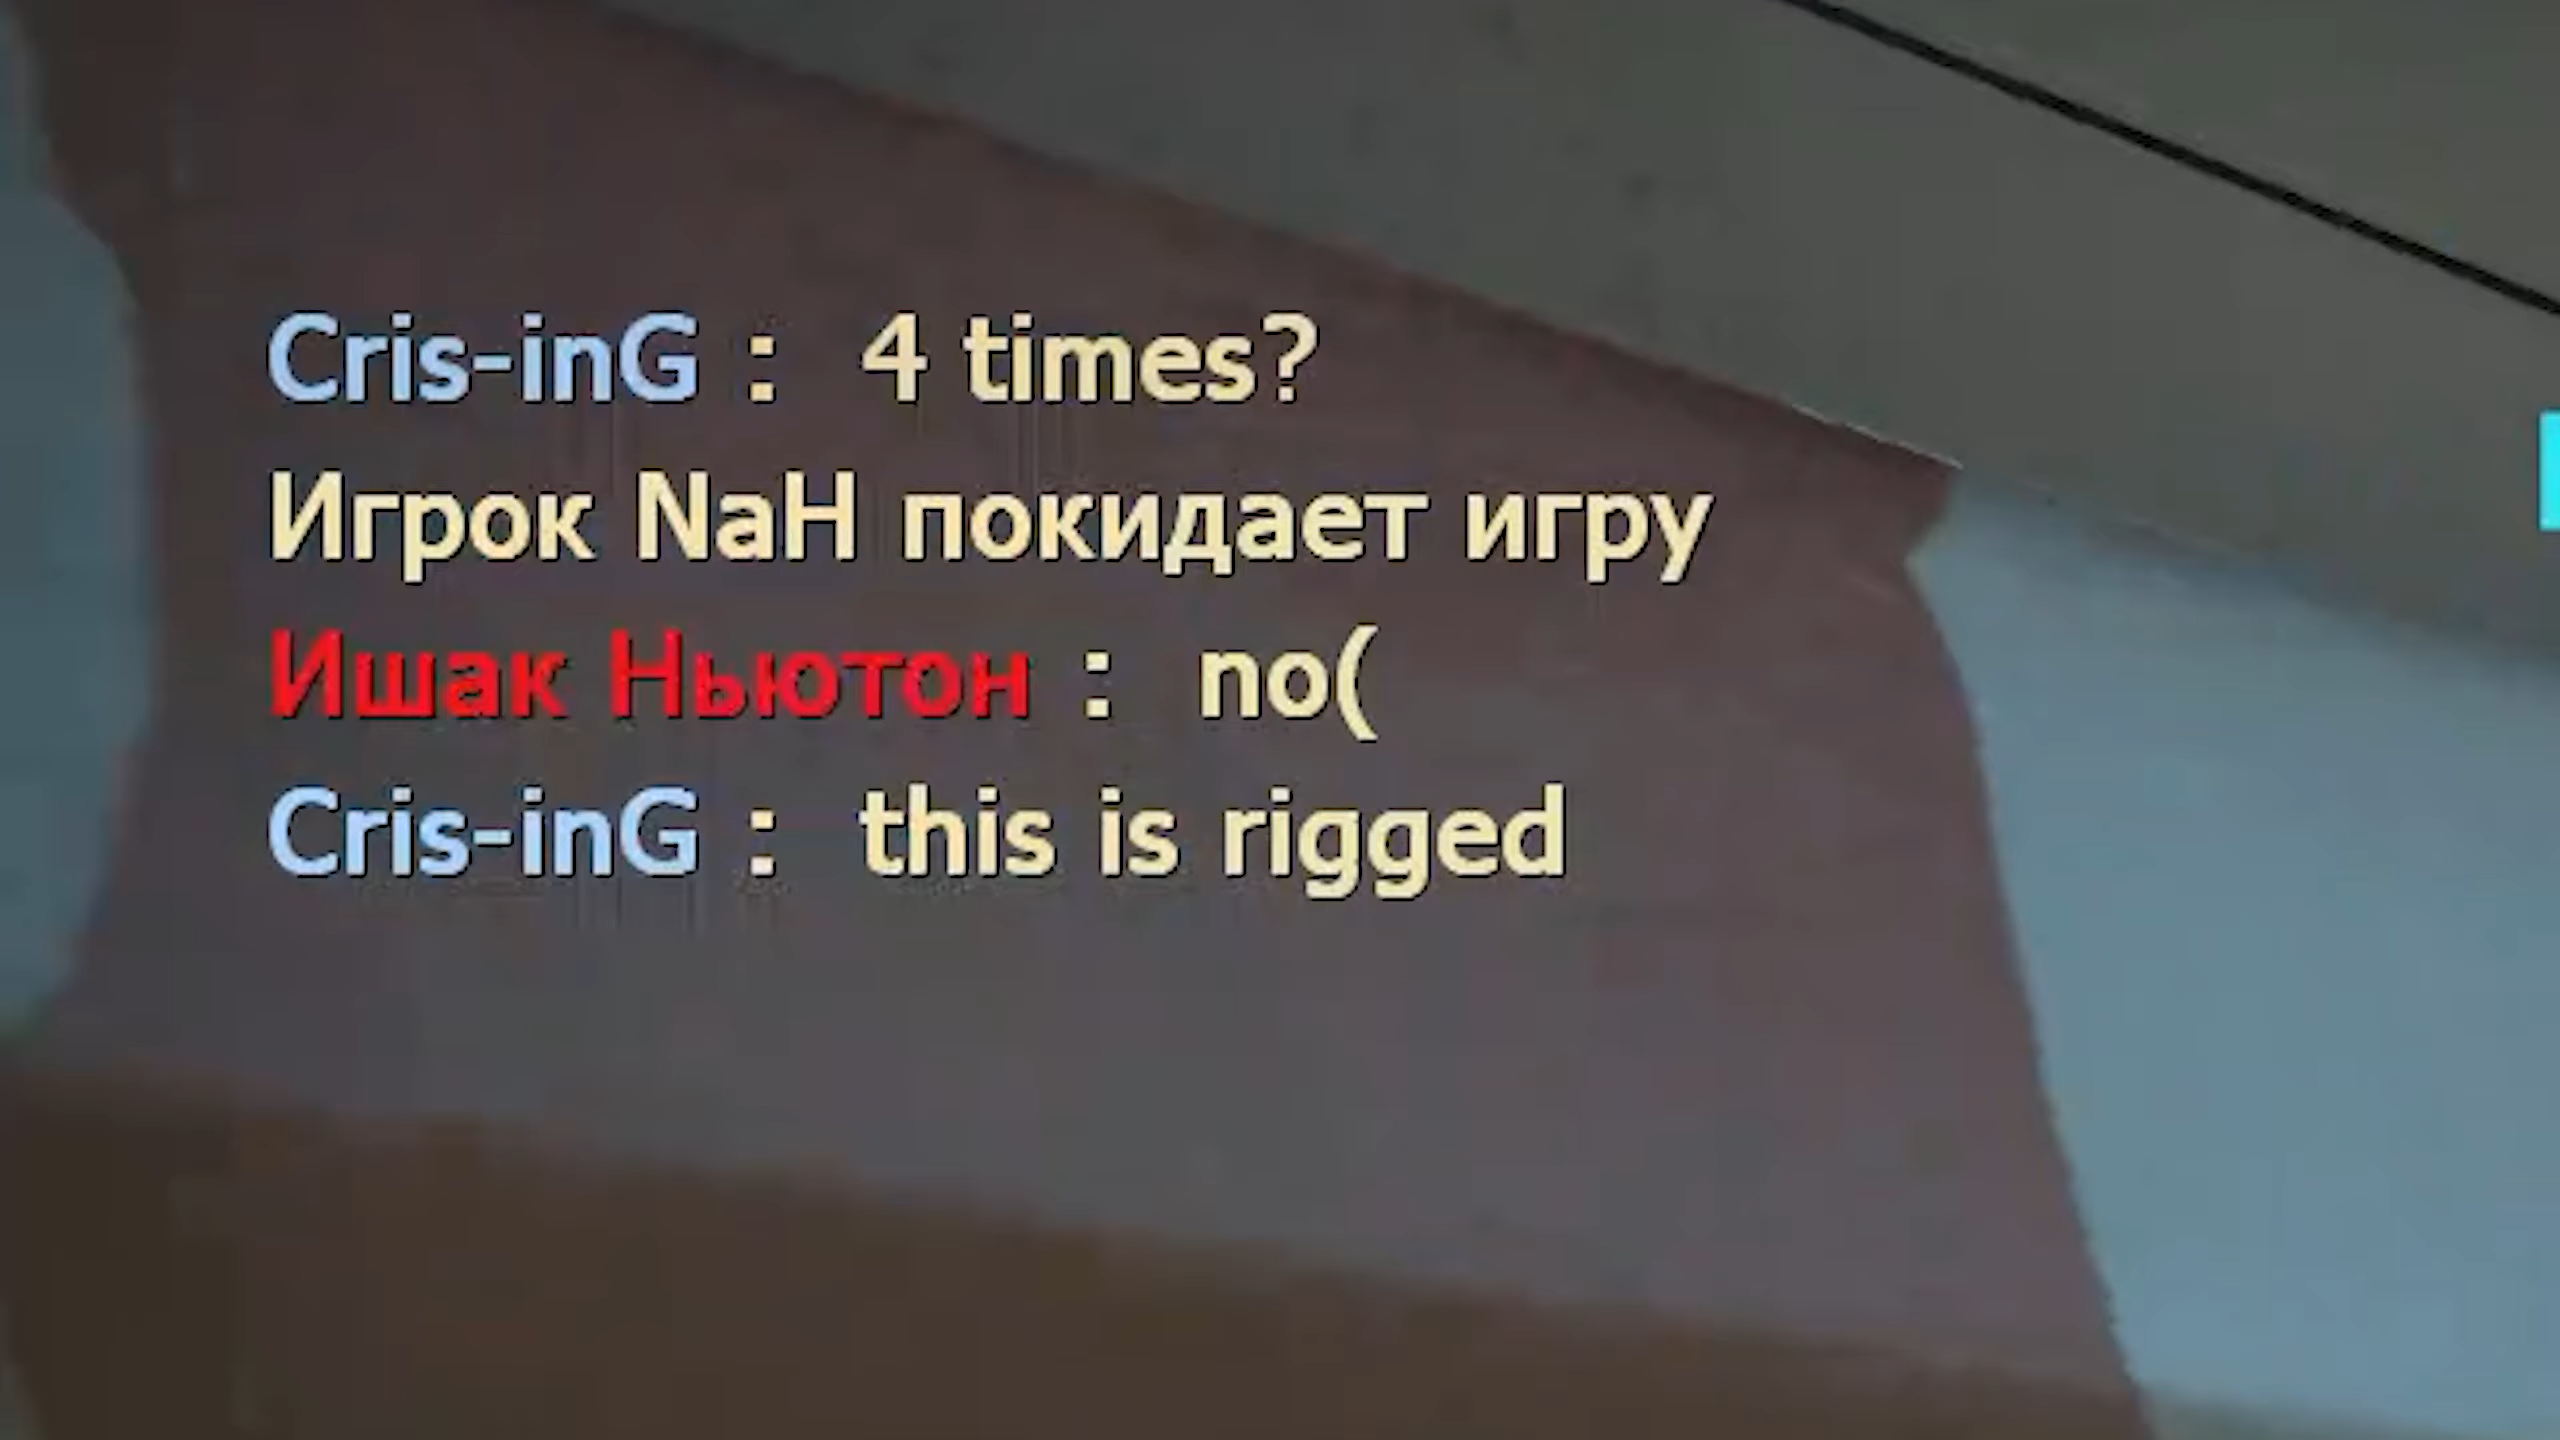 Cris-inG :  4 times?
Игрок NaH покидает игру
Ишак Ньютон :  no(
Cris-inG :  this is rigged